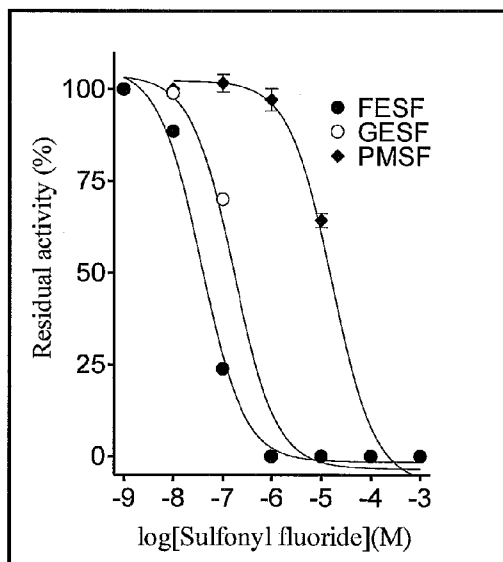 Residual activity (%)
100
75
50
25
0
FESF
GESF
PMSF
-9 -8 -7 -6 -5 -4 -3
log[Sulfonyl fluoride](M)